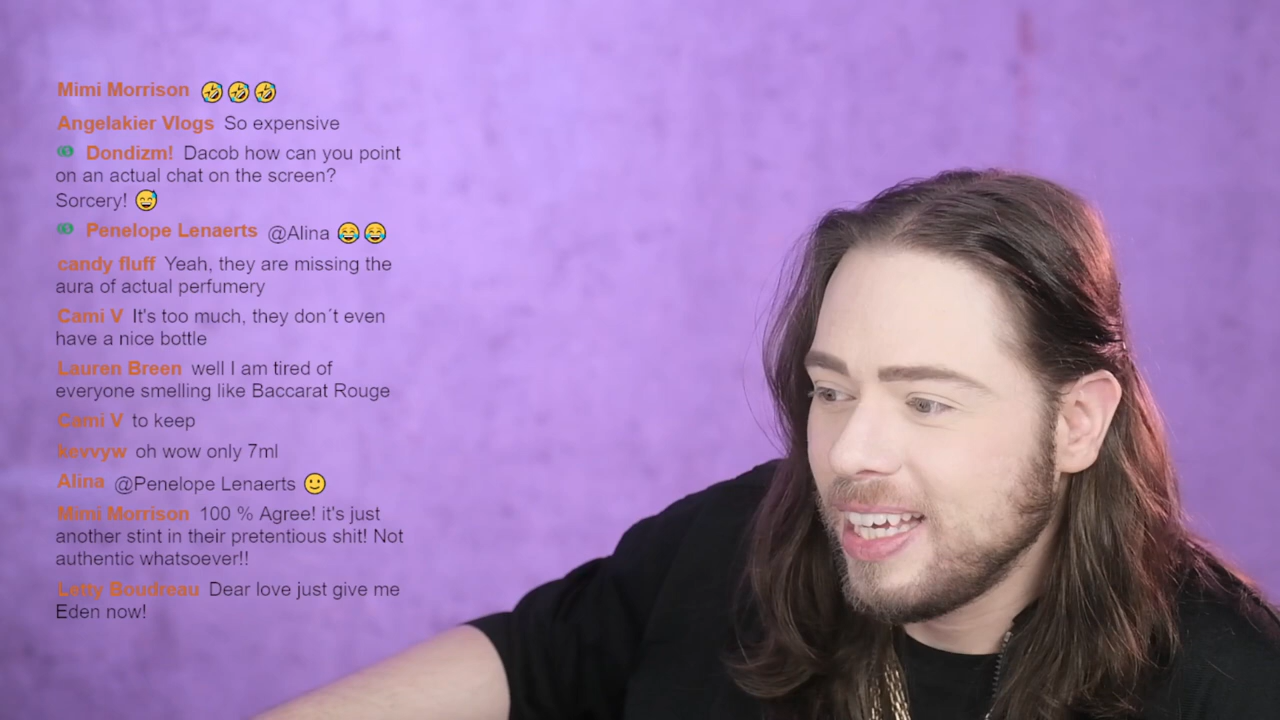 Mimi Morrison 🤣🤣🤣
Angelakier Vlogs So expensive
Dondizm! Dacob how can you point
on an actual chat on the screen?
Sorcery! 😅
Penelope Lenaerts @Alina 😂😂
candy fluff Yeah, they are missing the
aura of actual perfumery
Cami V It's too much, they don´t even
have a nice bottle
Lauren Breen well I am tired of
everyone smelling like Baccarat Rouge
Cami V to keep
kevvyw oh wow only 7ml
Alina @Penelope Lenaerts 🙂
Mimi Morrison 100 % Agree! it's just
another stint in their pretentious shit! Not
authentic whatsoever!!
Letty Boudreau Dear love just give me
Eden now!